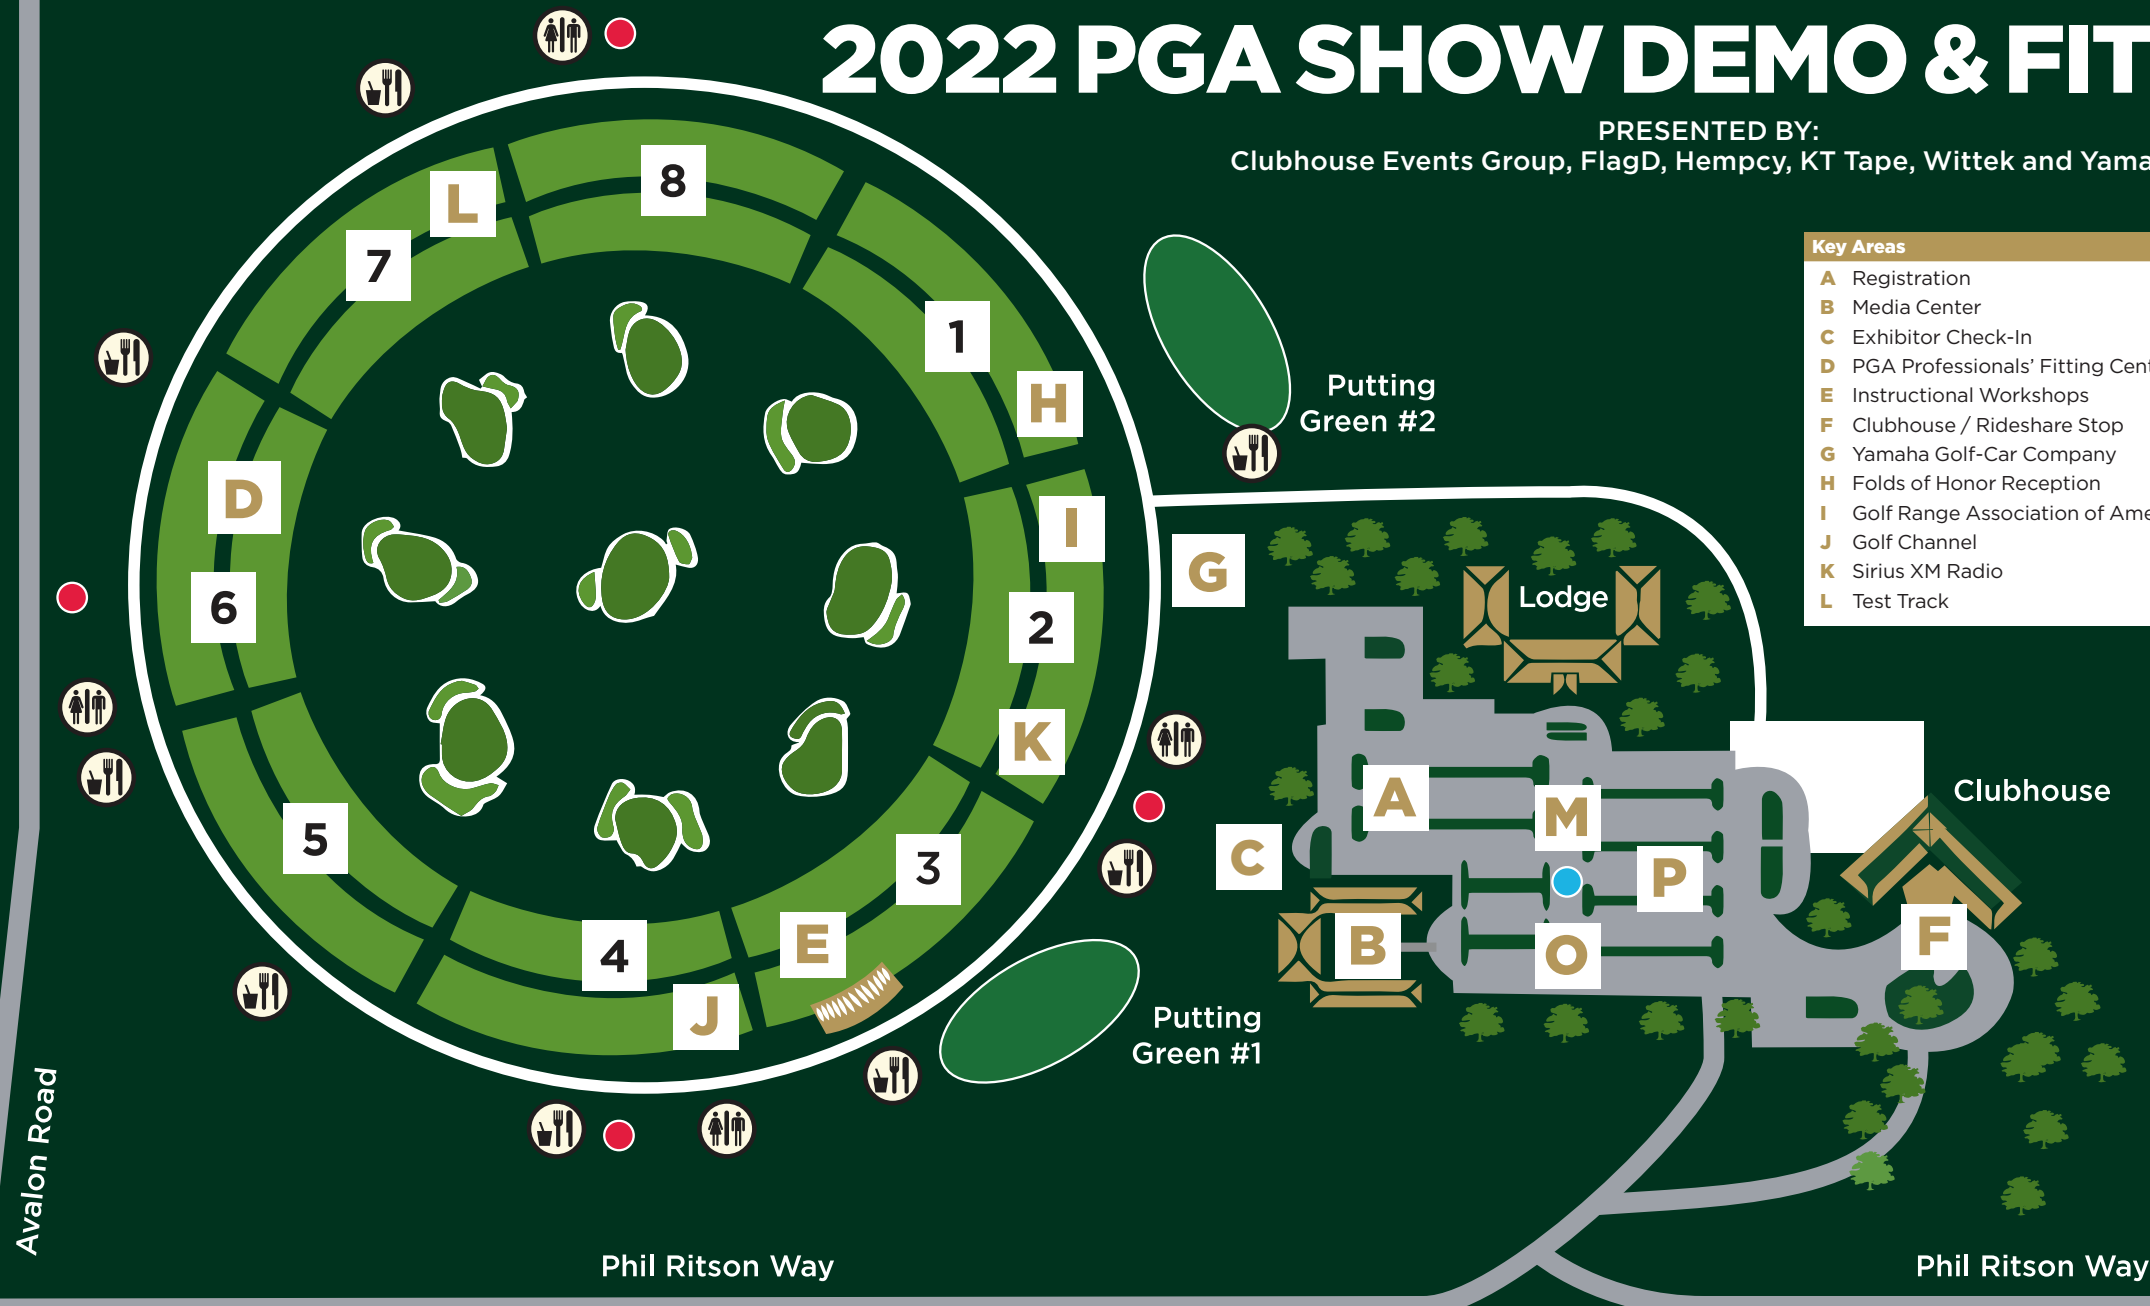 2022 PGA SHOW DEMO & FIT
PRESENTED BY:
Clubhouse Events Group, FlagD, Hempcy, KT Tape, Wittek and Yama
Key Areas
A Registration
B Media Center
C Exhibitor Check-In
D PGA Professionals' Fitting Cent
E Instructional Workshops
F Clubhouse / Rideshare Stop
G Yamaha Golf-Car Company
H Folds of Honor Reception
I Golf Range Association of Ame
J Golf Channel
K Sirius XM Radio
L Test Track
8
L
7
1
H
D
I
6
2
K
5
3
4
E
J
Putting
Green #2
G
Lodge
A
M
C
P
B
O
F
Clubhouse
Putting
Green #1
Avalon Road
Phil Ritson Way
Phil Ritson Way